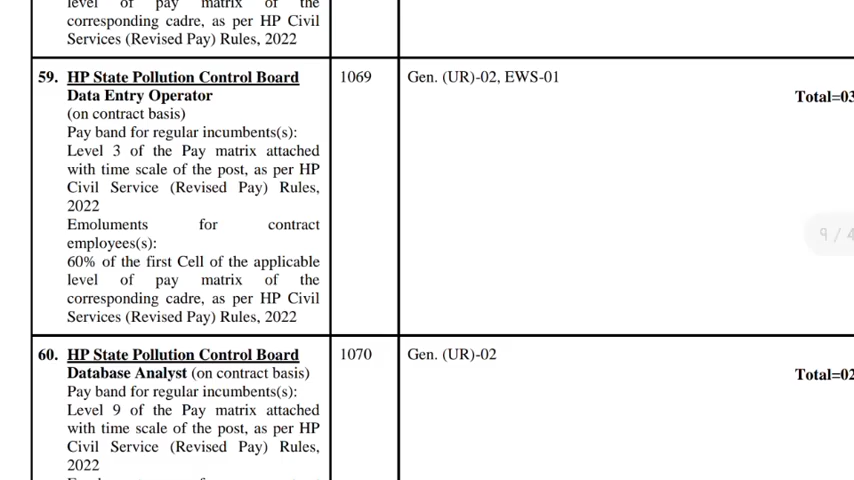 level of pay matrix of the
corresponding cadre, as per HP Civil
Services (Revised Pay) Rules, 2022
59. HP State Pollution Control Board 1069 Gen. (UR)-02, EWS-01
Data Entry Operator Total=03
(on contract basis)
Pay band for regular incumbents(s):
Level 3 of the Pay matrix attached
with time scale of the post, as per HP
Civil Service (Revised Pay) Rules,
2022
Emoluments for contract
employees(s):
9 / 4
60% of the first Cell of the applicable
level of pay matrix of the
corresponding cadre, as per HP Civil
Services (Revised Pay) Rules, 2022
60. HP State Pollution Control Board 1070 Gen. (UR)-02
Database Analyst (on contract basis) Total=02
Pay band for regular incumbents(s):
Level 9 of the Pay matrix attached
with time scale of the post, as per HP
Civil Service (Revised Pay) Rules,
2022